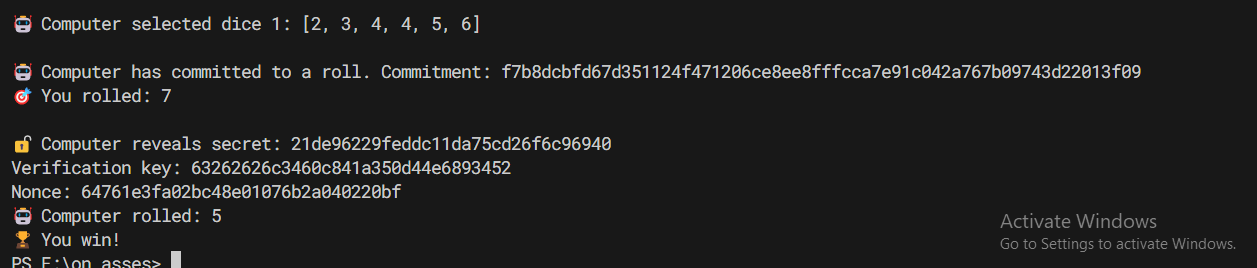 🤖 Computer selected dice 1: [2, 3, 4, 4, 5, 6]
🤖 Computer has committed to a roll. Commitment: f7b8dcbfd67d351124f471206ce8ee8fffcca7e91c042a767b09743d22013f09
🎯 You rolled: 7
🔓 Computer reveals secret: 21de96229feddc11da75cd26f6c96940
Verification key: 63262626c3460c841a350d44e6893452
Nonce: 64761e3fa02bc48e01076b2a040220bf
🤖 Computer rolled: 5
🏆 You win!
PS E:\on asses>
Activate Windows
Go to Settings to activate Windows.